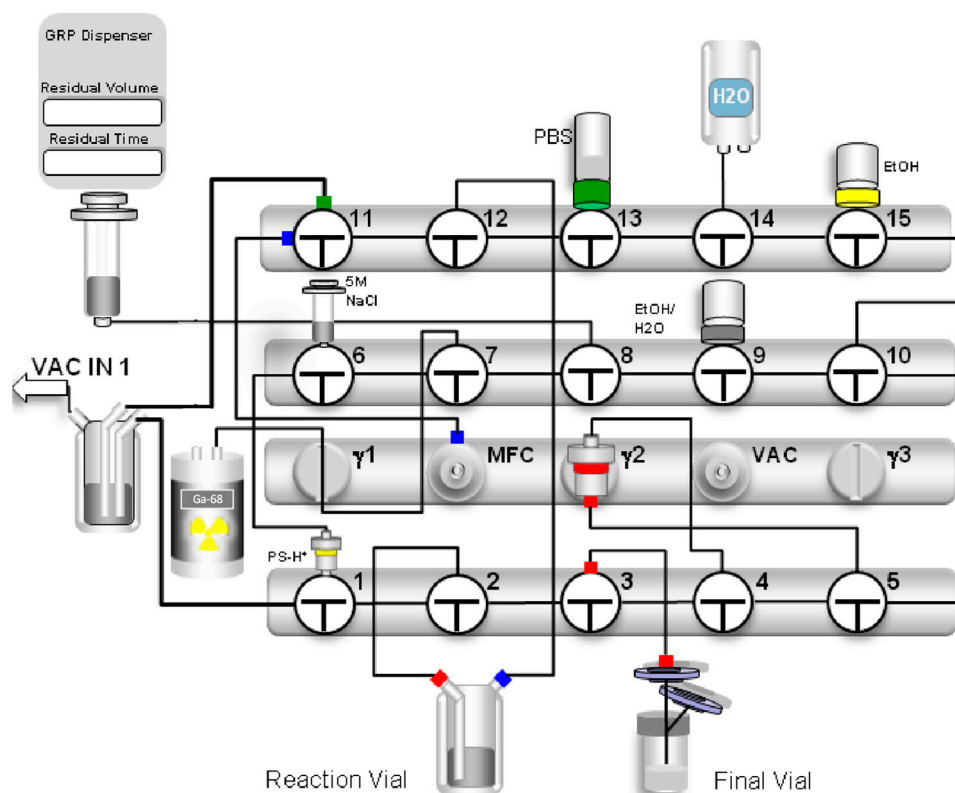 GRP Dispenser
Residual Volume
Residual Time
H2O
PBS
EtOH
11
12
13
14
15
5M
NaCl
EtOH/
H2O
6
7
8
9
10
VAC IN 1
γ1
MFC
γ2
VAC
γ3
Ga-68
PS-H⁺
1
2
3
4
5
Reaction Vial
Final Vial